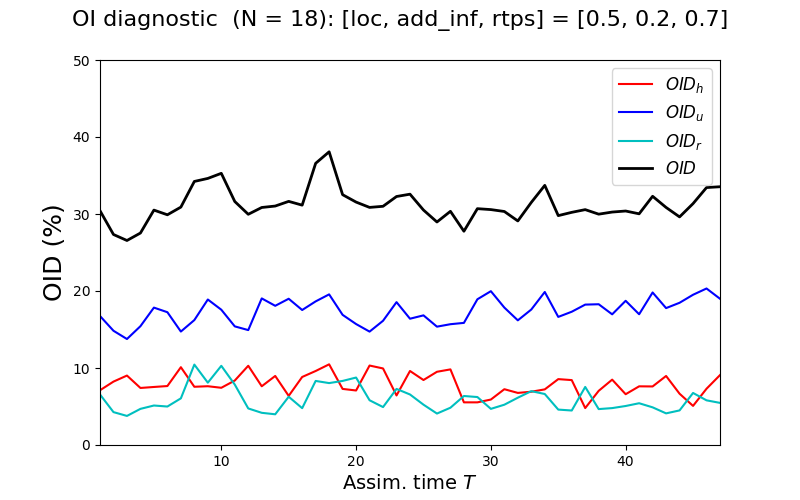 OI diagnostic  (N = 18): [loc, add_inf, rtps] = [0.5, 0.2, 0.7]
OID (%)
50
40
30
20
10
0
OID_h
OID_u
OID_r
OID
10 20 30 40
Assim. time T